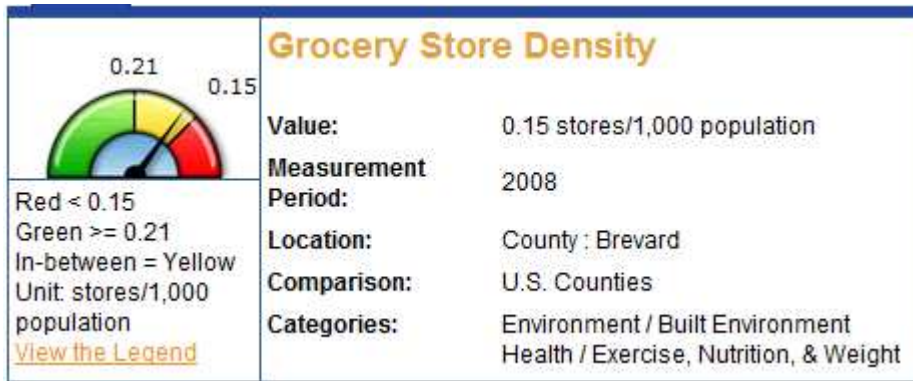 0.21
0.15
Red < 0.15
Green >= 0.21
In-between = Yellow
Unit: stores/1,000
population
View the Legend
Grocery Store Density
Value: 0.15 stores/1,000 population
Measurement
Period: 2008
Location: County : Brevard
Comparison: U.S. Counties
Categories: Environment / Built Environment
Health / Exercise, Nutrition, & Weight